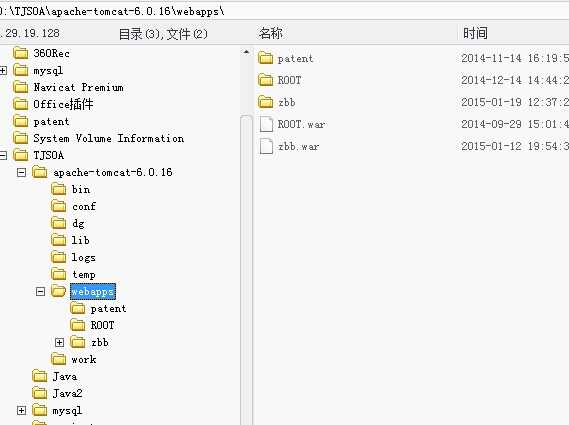 :\TJSOA\apache-tomcat-6.0.16\webapps\
.29.19.128
目录(3),文件(2)
名称
时间
360Rec
mysql
Navicat Premium
Office插件
patent
System Volume Information
TJSOA
apache-tomcat-6.0.16
bin
conf
dg
lib
logs
temp
webapps
patent
ROOT
zbb
work
Java
Java2
mysql
patent 2014-11-14 16:19:5
ROOT 2014-12-14 14:44:2
zbb 2015-01-19 12:37:2
ROOT.war 2014-09-29 15:01:4
zbb.war 2015-01-12 19:54:3